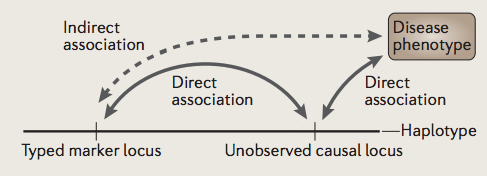 Indirect
association
Disease
phenotype
Direct
association
Direct
association
Haplotype
Typed marker locus
Unobserved causal locus